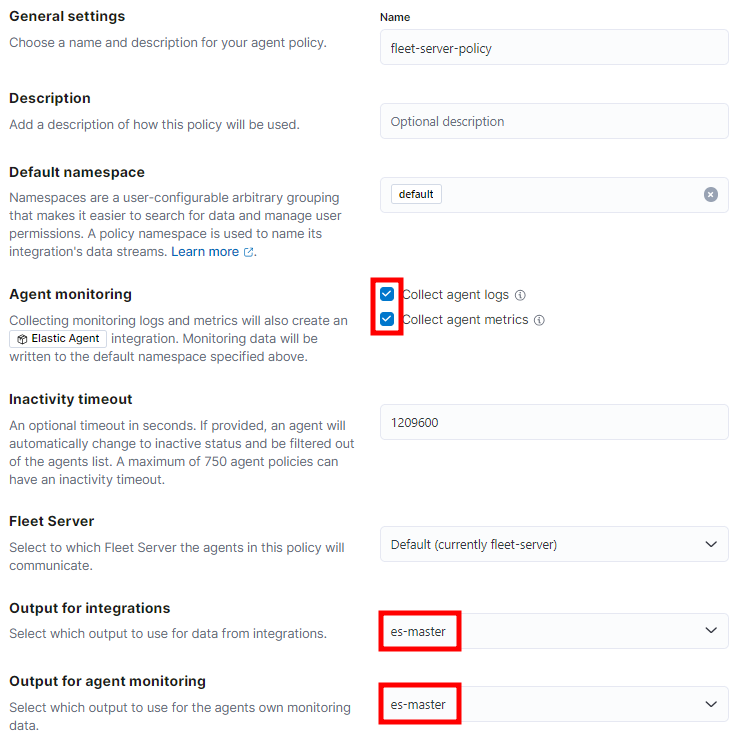 General settings
Choose a name and description for your agent policy.
Name
fleet-server-policy
Description
Add a description of how this policy will be used.
Optional description
Default namespace
Namespaces are a user-configurable arbitrary grouping
that makes it easier to search for data and manage user
permissions. A policy namespace is used to name its
integration's data streams. Learn more.
default
Agent monitoring
Collecting monitoring logs and metrics will also create an
Elastic Agent integration. Monitoring data will be
written to the default namespace specified above.
Collect agent logs
Collect agent metrics
Inactivity timeout
An optional timeout in seconds. If provided, an agent will
automatically change to inactive status and be filtered out
of the agents list. A maximum of 750 agent policies can
have an inactivity timeout.
1209600
Fleet Server
Select to which Fleet Server the agents in this policy will
communicate.
Default (currently fleet-server)
Output for integrations
Select which output to use for data from integrations.
es-master
Output for agent monitoring
Select which output to use for the agents own monitoring
data.
es-master